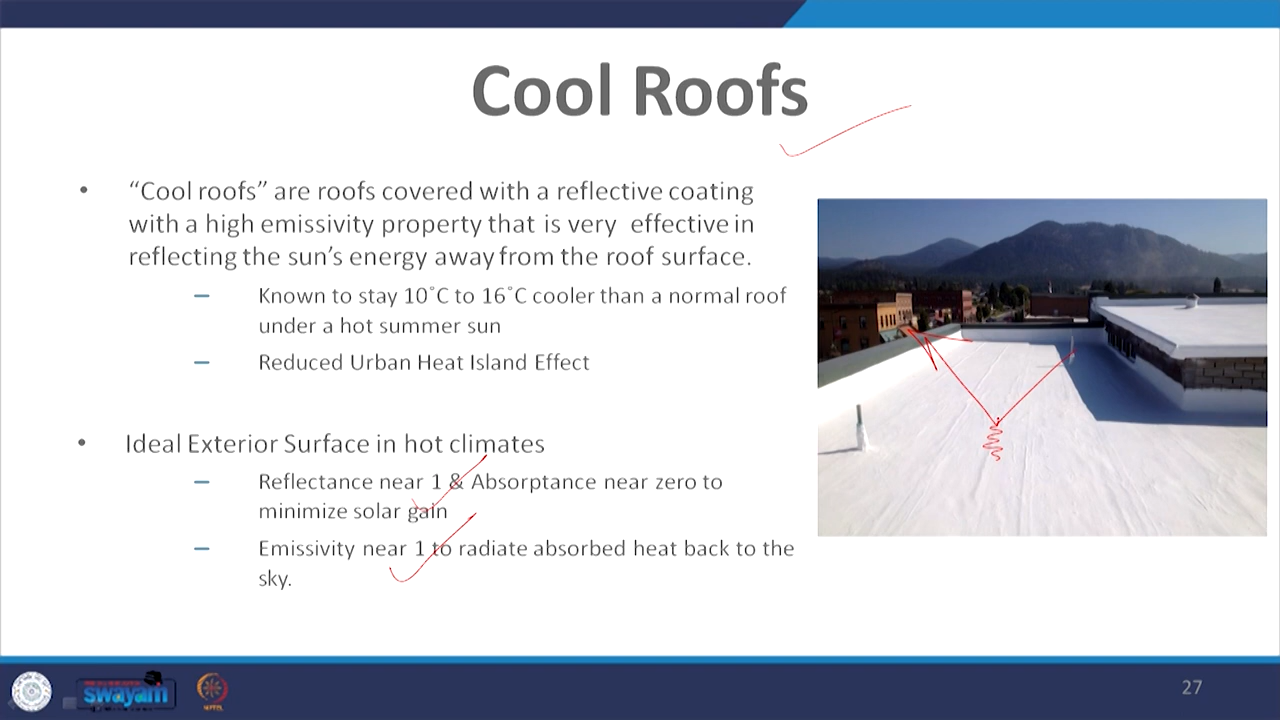 Cool Roofs
• “Cool roofs” are roofs covered with a reflective coating
with a high emissivity property that is very effective in
reflecting the sun’s energy away from the roof surface.
– Known to stay 10˚C to 16˚C cooler than a normal roof
under a hot summer sun
– Reduced Urban Heat Island Effect
• Ideal Exterior Surface in hot climates
– Reflectance near 1 & Absorptance near zero to
minimize solar gain
– Emissivity near 1 to radiate absorbed heat back to the
sky.
swayam
27